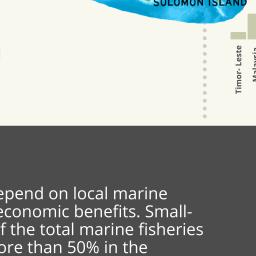 SOLOMON ISLAND
Timor- Leste
Malaysia
epend on local marine
economic benefits. Small-
f the total marine fisheries
ore than 50% in the